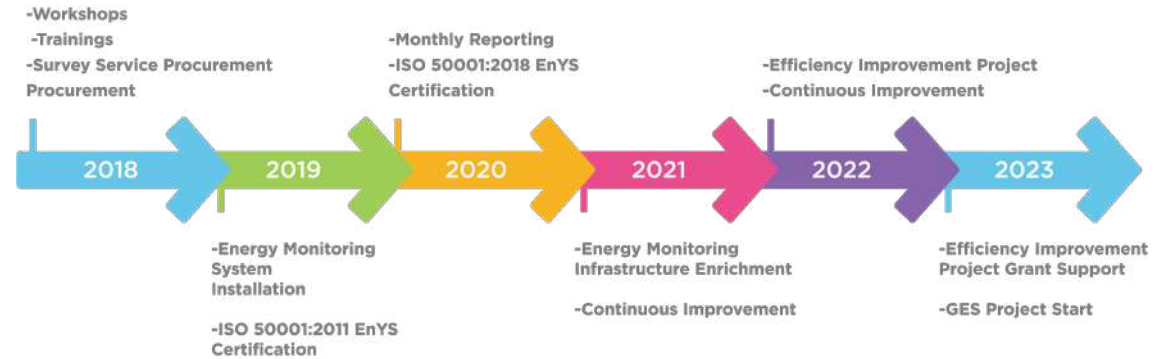 -Workshops
-Trainings
-Survey Service Procurement
Procurement
-Monthly Reporting
-ISO 50001:2018 EnYS
Certification
-Efficiency Improvement Project
-Continuous Improvement
2018
2019
2020
2021
2022
2023
-Energy Monitoring
System
Installation
-ISO 50001:2011 EnYS
Certification
-Energy Monitoring
Infrastructure Enrichment
-Continuous Improvement
-Efficiency Improvement
Project Grant Support
-GES Project Start